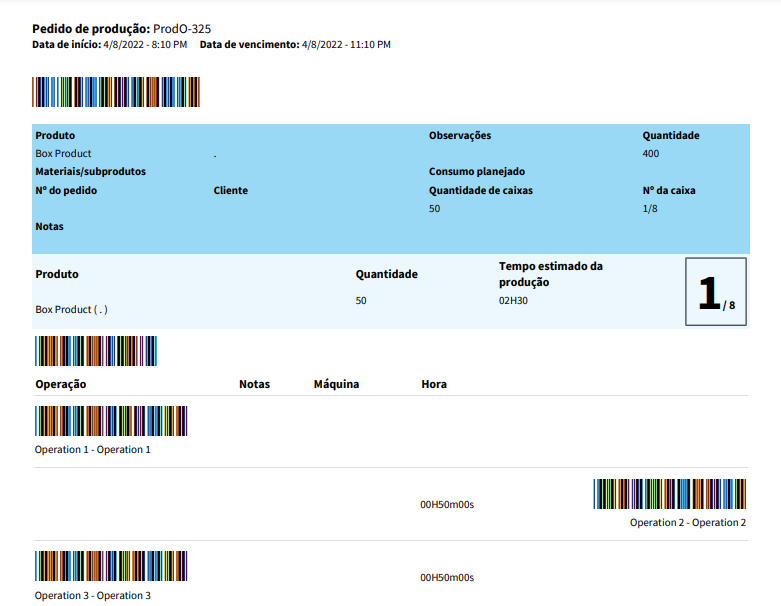 Pedido de produção: ProdO-325
Data de início: 4/8/2022 - 8:10 PM Data de vencimento: 4/8/2022 - 11:10 PM
Produto Observações Quantidade
Box Product . 400
Materiais/subprodutos Consumo planejado
Nº do pedido Cliente Quantidade de caixas Nº da caixa
50 1/8
Notas
Produto Quantidade Tempo estimado da produção
Box Product ( . ) 50 02H30
1 / 8
Operação Notas Máquina Hora
Operation 1 - Operation 1
00H50m00s
Operation 2 - Operation 2
00H50m00s
Operation 3 - Operation 3